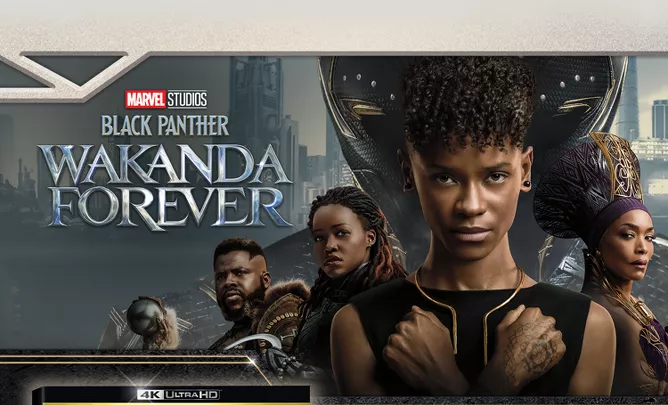 MARVEL STUDIOS
BLACK PANTHER
WAKANDA
FOREVER
4K ULTRA HD